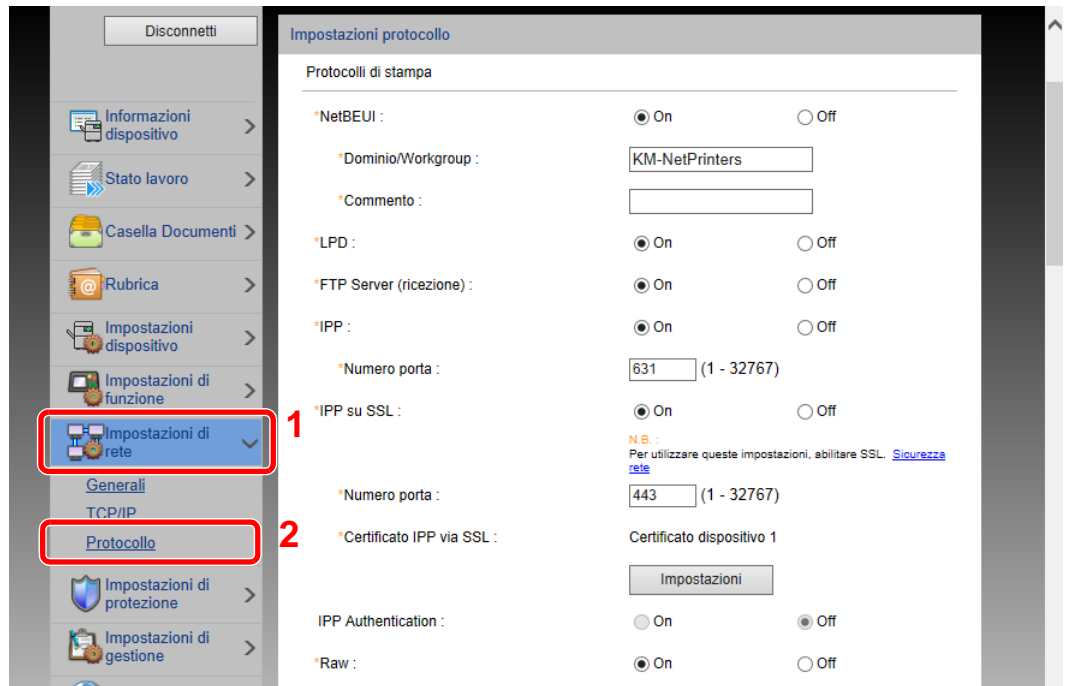 Disconnetti
Informazioni
dispositivo
Stato lavoro
Casella Documenti
Rubrica
Impostazioni
dispositivo
Impostazioni di
funzione
Impostazioni di
rete
1
Generali
TCP/IP
Protocollo
2
Impostazioni di
protezione
Impostazioni di
gestione
Impostazioni protocollo
Protocolli di stampa
*NetBEUI : On Off
*Dominio/Workgroup : KM-NetPrinters
*Commento :
*LPD : On Off
*FTP Server (ricezione) : On Off
*IPP : On Off
*Numero porta : 631 (1 - 32767)
*IPP su SSL : On Off
N.B. :
Per utilizzare queste impostazioni, abilitare SSL. Sicurezza
rete
*Numero porta : 443 (1 - 32767)
*Certificato IPP via SSL : Certificato dispositivo 1
Impostazioni
IPP Authentication : On Off
*Raw : On Off